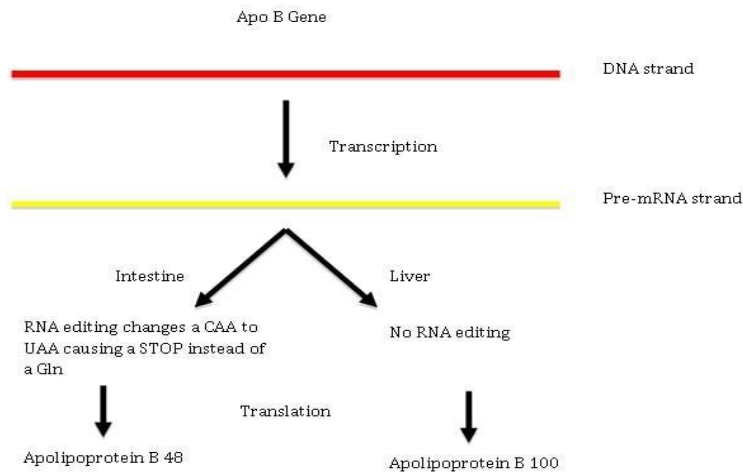 Apo B Gene
DNA strand
Transcription
Pre-mRNA strand
Intestine
Liver
RNA editing changes a CAA to
UAA causing a STOP instead of
a Gln
No RNA editing
Translation
Apolipoprotein B 48
Apolipoprotein B 100